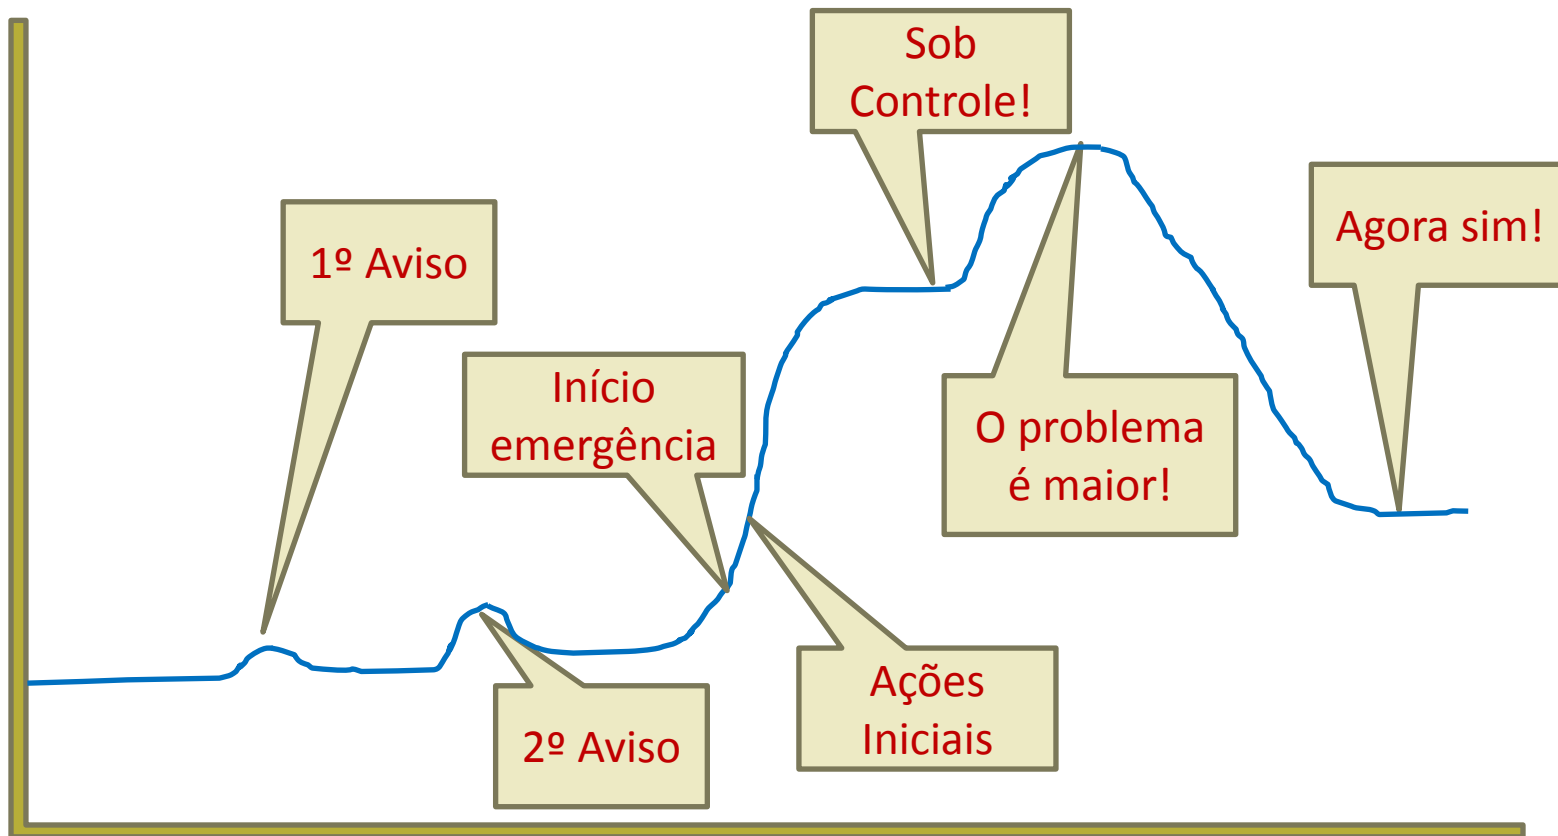 1º Aviso
2º Aviso
Início
emergência
Ações
Iniciais
Sob
Controle!
O problema
é maior!
Agora sim!